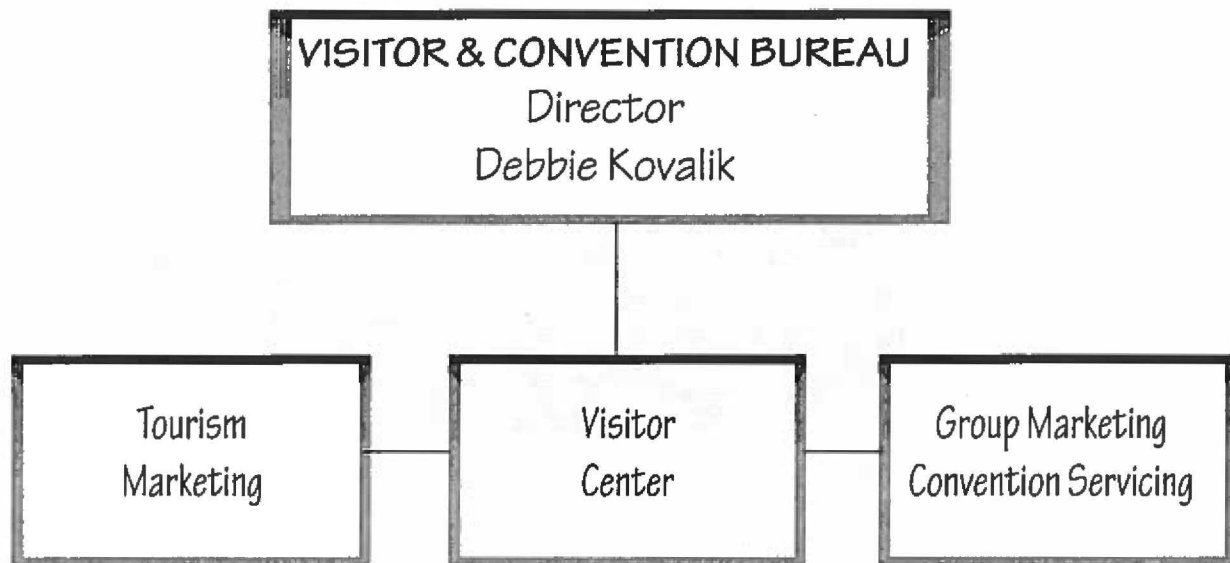 VISITOR & CONVENTION BUREAU
Director
Debbie Kovalik
Tourism
Marketing
Visitor
Center
Group Marketing
Convention Servicing